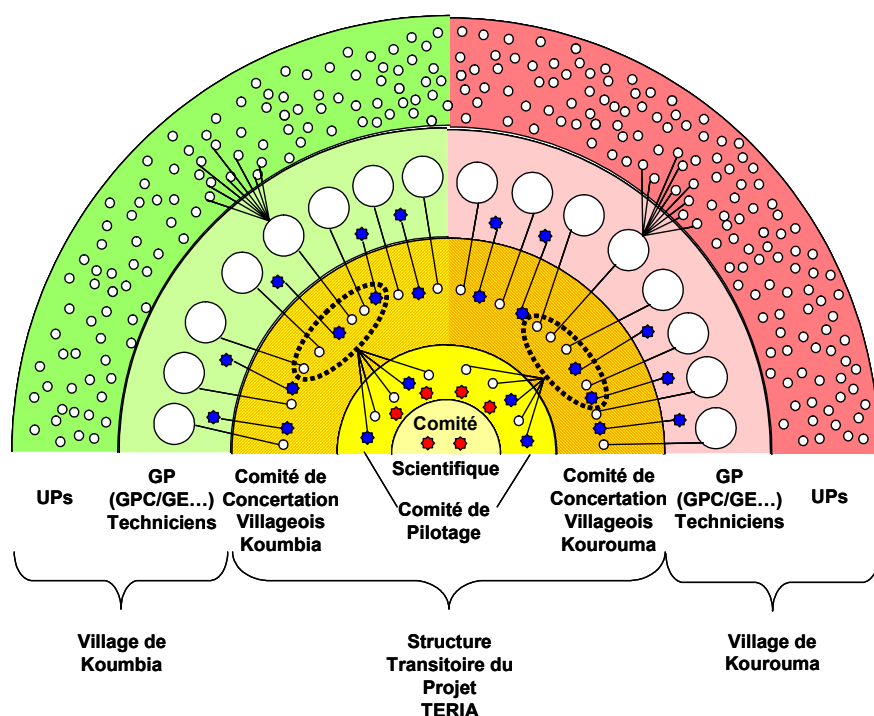 Comité
Scientifique
UPs
GP
(GPC/GE...)
Techniciens
Comité de
Concertation
Villageois
Koumbia
Comité de
Pilotage
Comité de
Concertation
Villageois
Kourouma
GP
(GPC/GE...)
Techniciens
UPs
Village de
Koumbia
Structure
Transitoire du
Projet
TERIA
Village de
Kourouma